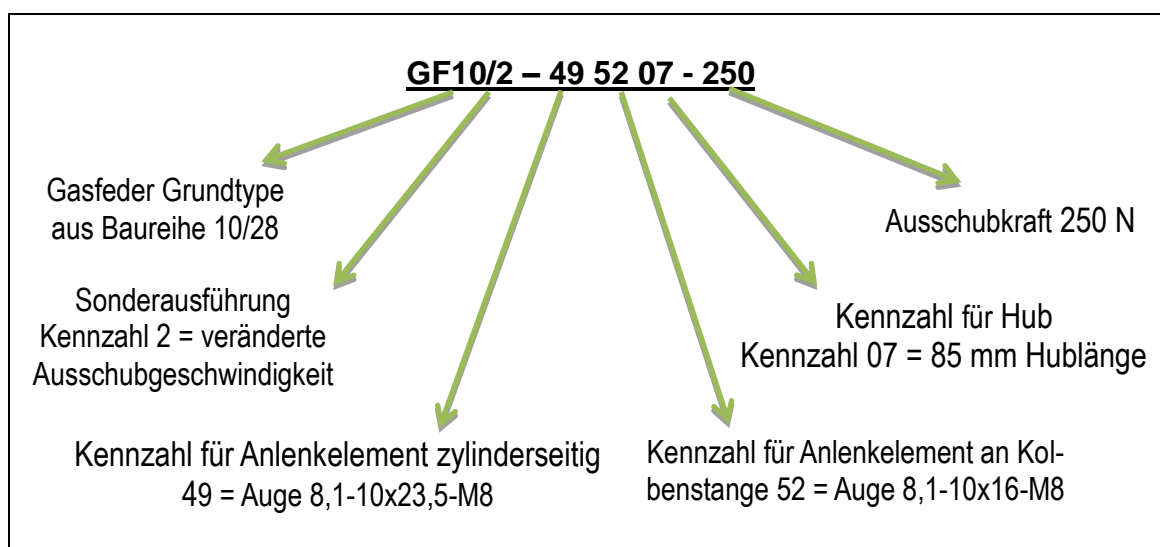 GF10/2 – 49 52 07 - 250
Gasfeder Grundtype
aus Baureihe 10/28
Ausschubkraft 250 N
Sonderausführung
Kennzahl 2 = veränderte
Ausschubgeschwindigkeit
Kennzahl für Hub
Kennzahl 07 = 85 mm Hublänge
Kennzahl für Anlenkelement zylinderseitig
49 = Auge 8,1-10x23,5-M8
Kennzahl für Anlenkelement an Kol-
benstange 52 = Auge 8,1-10x16-M8